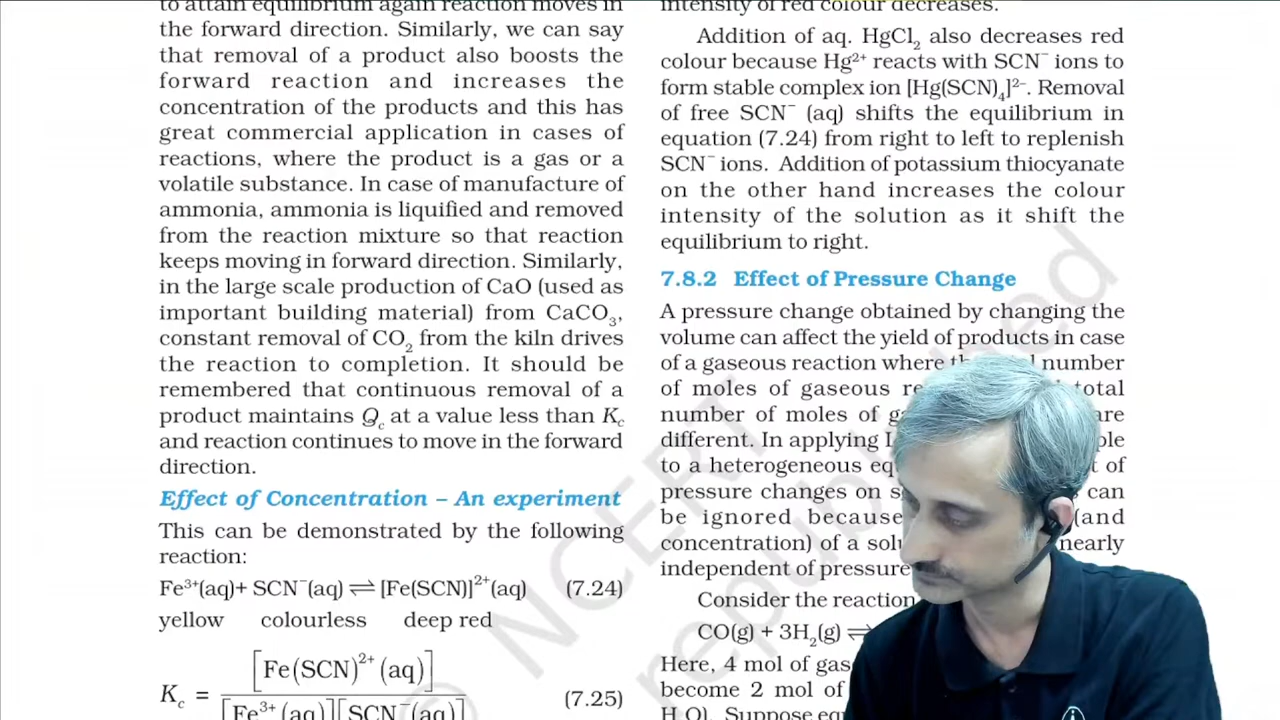 to attain equilibrium again reaction moves in
the forward direction. Similarly, we can say
that removal of a product also boosts the
forward reaction and increases the
concentration of the products and this has
great commercial application in cases of
reactions, where the product is a gas or a
volatile substance. In case of manufacture of
ammonia, ammonia is liquified and removed
from the reaction mixture so that reaction
keeps moving in forward direction. Similarly,
in the large scale production of CaO (used as
important building material) from CaCO₃,
constant removal of CO₂ from the kiln drives
the reaction to completion. It should be
remembered that continuous removal of a
product maintains Q꜀ at a value less than K꜀
and reaction continues to move in the forward
direction.
Effect of Concentration – An experiment
This can be demonstrated by the following
reaction:
Fe³⁺(aq)+ SCN⁻(aq) ⇌ [Fe(SCN)]²⁺(aq) (7.24)
yellow colourless deep red
[Fe(SCN)²⁺(aq)]
K꜀ = (7.25)
[Fe³⁺(aq)][SCN⁻(aq)]
intensity of red colour decreases.
Addition of aq. HgCl₂ also decreases red
colour because Hg²⁺ reacts with SCN⁻ ions to
form stable complex ion [Hg(SCN)₄]²⁻. Removal
of free SCN⁻ (aq) shifts the equilibrium in
equation (7.24) from right to left to replenish
SCN⁻ ions. Addition of potassium thiocyanate
on the other hand increases the colour
intensity of the solution as it shift the
equilibrium to right.
7.8.2 Effect of Pressure Change
A pressure change obtained by changing the
volume can affect the yield of products in case
of a gaseous reaction where number
of moles of gaseous total
number of moles of are
different. In applying
to a heterogeneous of
pressure changes on can
be ignored because (and
concentration) of a nearly
independent of pressure
Consider the reaction
CO(g) + 3H₂(g) ⇌
Here, 4 mol of gas
become 2 mol of
H₂O). Suppose
© NCERT
republished